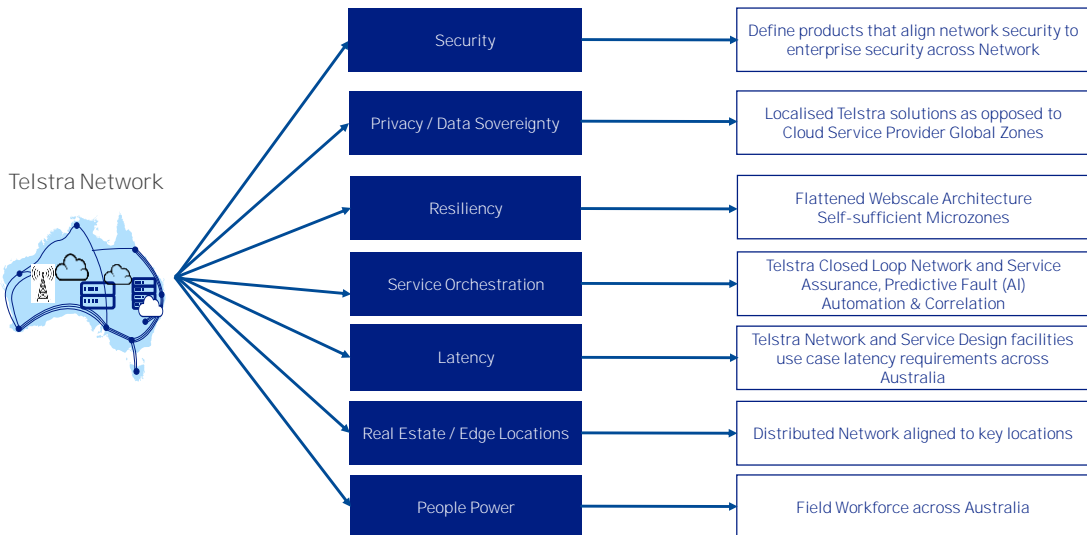 Telstra Network
Security
Define products that align network security to
enterprise security across Network
Privacy / Data Sovereignty
Localised Telstra solutions as opposed to
Cloud Service Provider Global Zones
Resiliency
Flattened Webscale Architecture
Self-sufficient Microzones
Service Orchestration
Telstra Closed Loop Network and Service
Assurance, Predictive Fault (AI)
Automation & Correlation
Latency
Telstra Network and Service Design facilities
use case latency requirements across
Australia
Real Estate / Edge Locations
Distributed Network aligned to key locations
People Power
Field Workforce across Australia